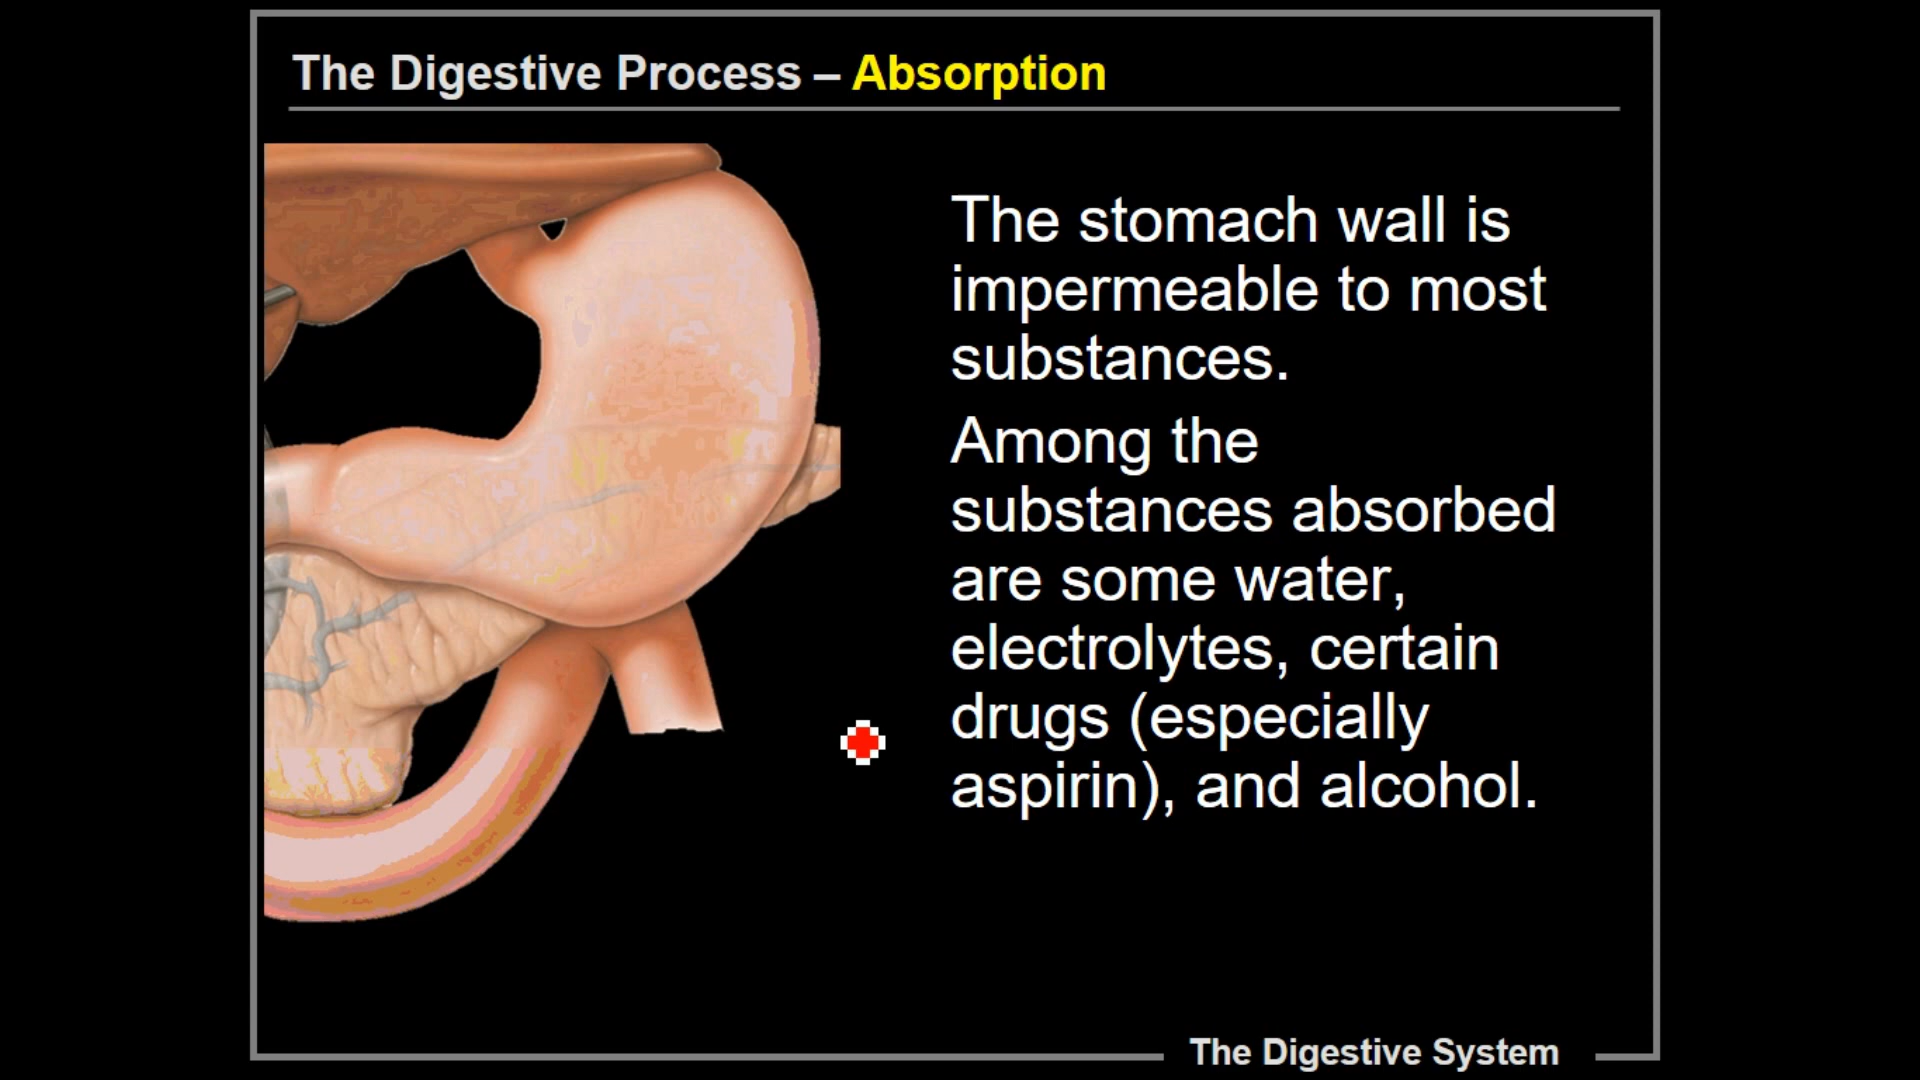 The Digestive Process – Absorption
The stomach wall is
impermeable to most
substances.
Among the
substances absorbed
are some water,
electrolytes, certain
drugs (especially
aspirin), and alcohol.
The Digestive System